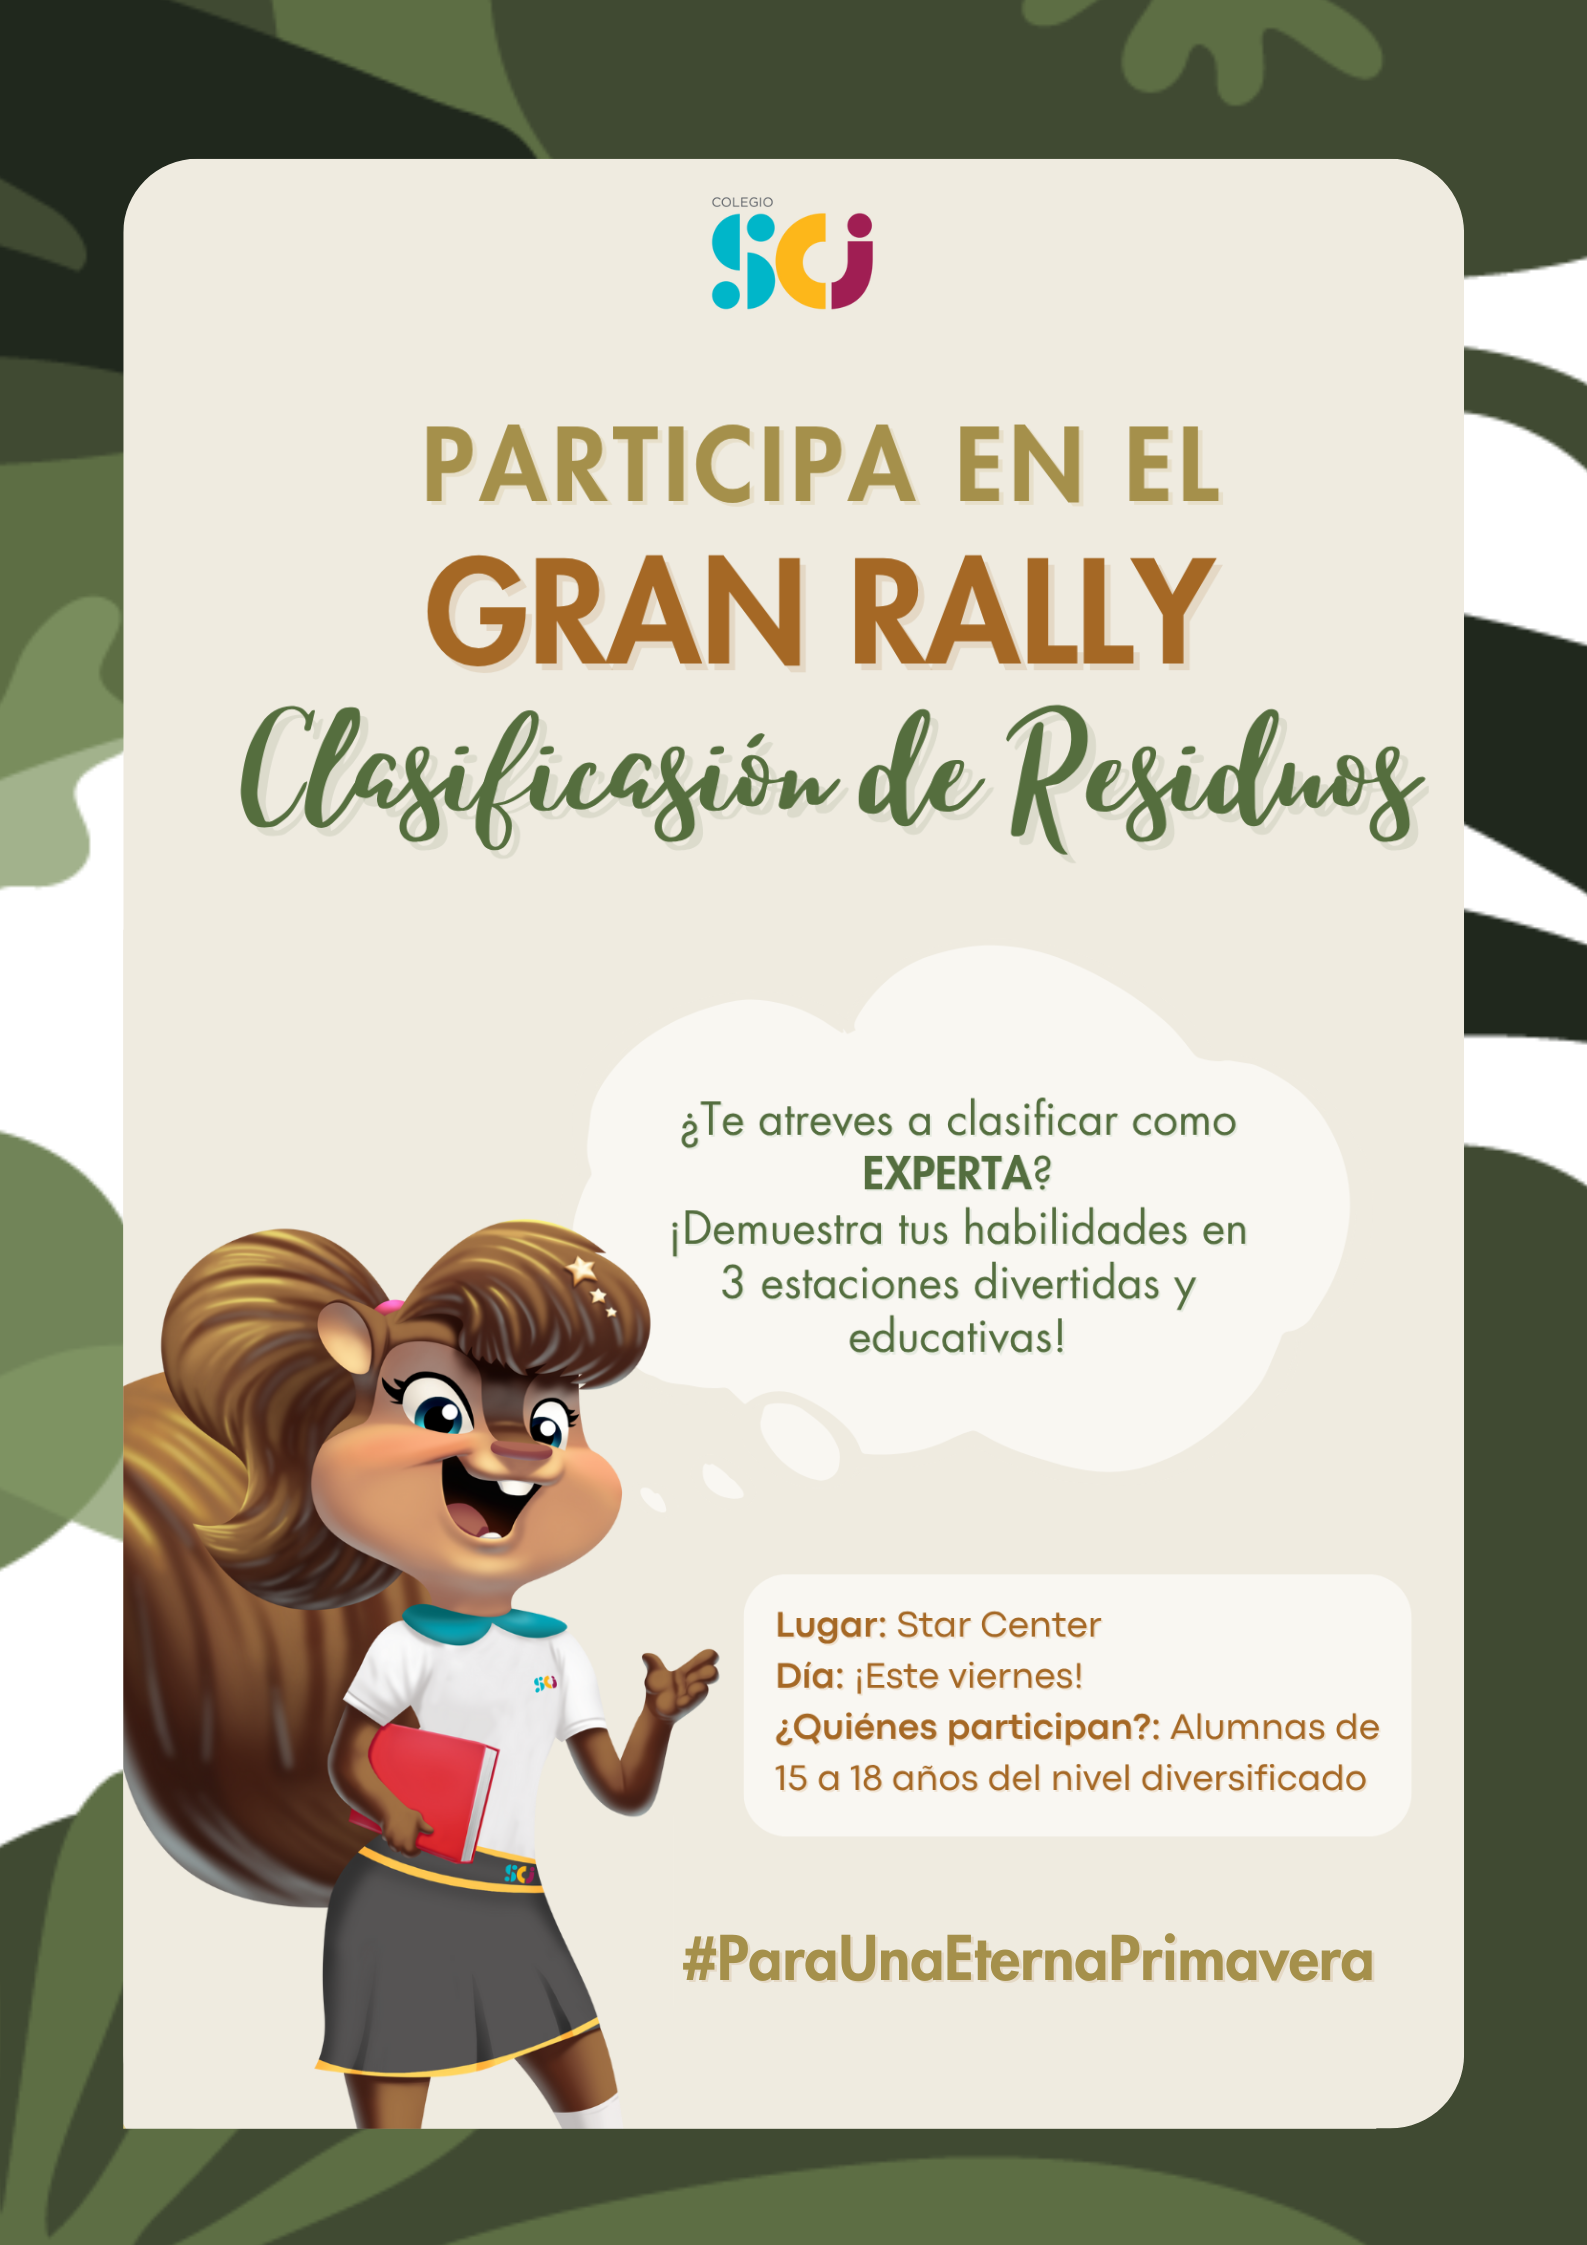 COLEGIO
SCJ
PARTICIPA EN EL
GRAN RALLY
Clasificasión de Residuos
¿Te atreves a clasificar como
EXPERTA?
¡Demuestra tus habilidades en
3 estaciones divertidas y
educativas!
SCJ
SCJ
Lugar: Star Center
Día: ¡Este viernes!
¿Quiénes participan?: Alumnas de
15 a 18 años del nivel diversificado
#ParaUnaEternaPrimavera